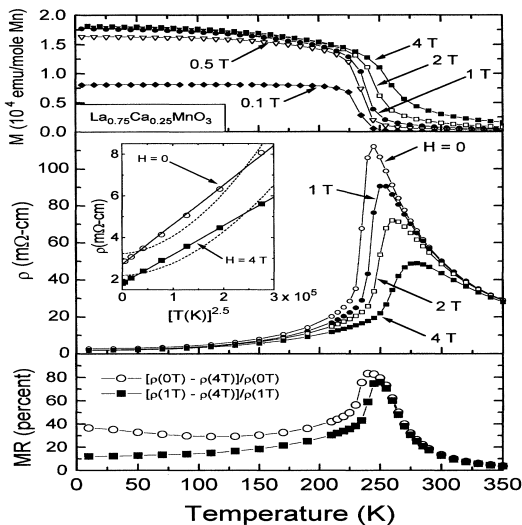 M (10⁴ emu/mole Mn)
2.0
1.5
1.0
0.5
0.0
4 T
2 T
1 T
0.5 T
0.1 T
La₀.₇₅Ca₀.₂₅MnO₃
ρ (mΩ-cm)
100
80
60
40
20
0
H = 0
1 T
2 T
4 T
ρ(mΩ-cm)
8
6
4
2
H = 0
H = 4 T
0
1
2
3 x 10⁵
[T(K)]²·⁵
MR (percent)
80
60
40
20
0
[ρ(0T) - ρ(4T)]/ρ(0T)
[ρ(1T) - ρ(4T)]/ρ(1T)
0 50 100 150 200 250 300 350
Temperature (K)